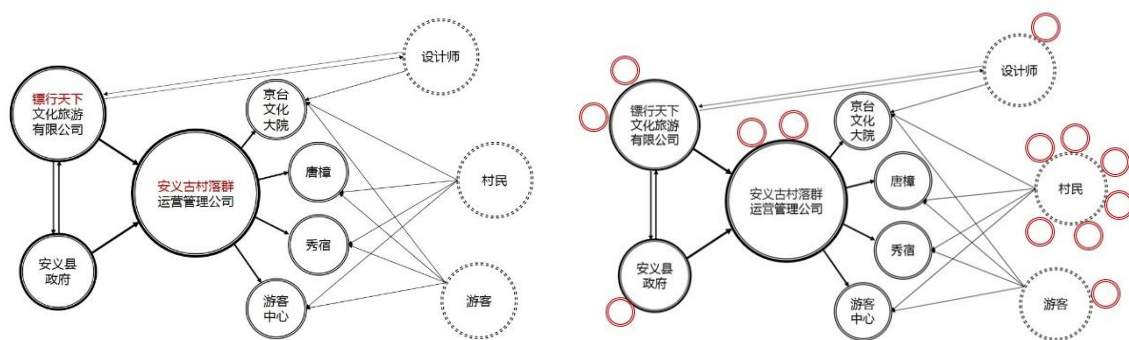 设计师
镖行天下
文化旅游
有限公司
京台
文化
大院
安义古村落群
运营管理公司
唐樟
村民
秀宿
安义县
政府
游客
中心
游客
设计师
镖行天下
文化旅游
有限公司
京台
文化
大院
安义古村落群
运营管理公司
唐樟
村民
秀宿
安义县
政府
游客
中心
游客